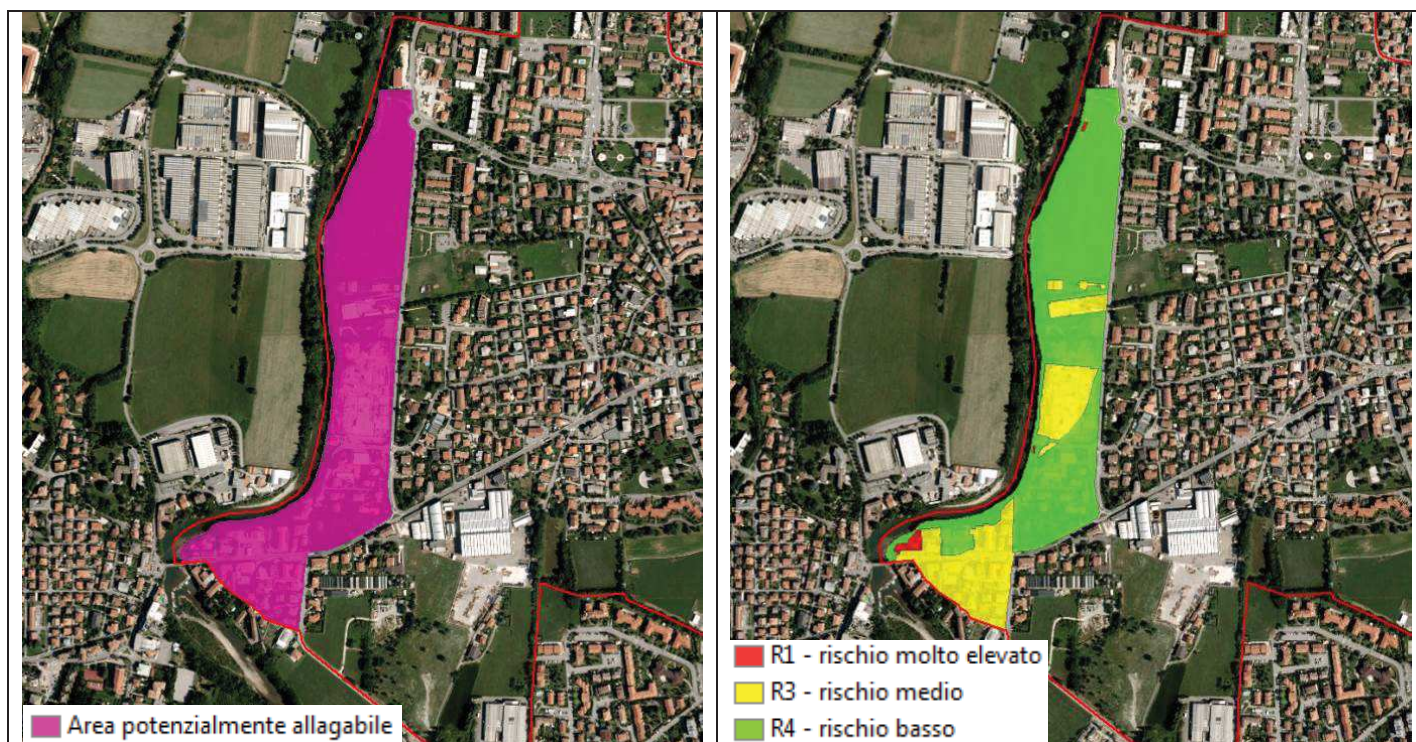 Area potenzialmente allagabile
R1 - rischio molto elevato
R3 - rischio medio
R4 - rischio basso